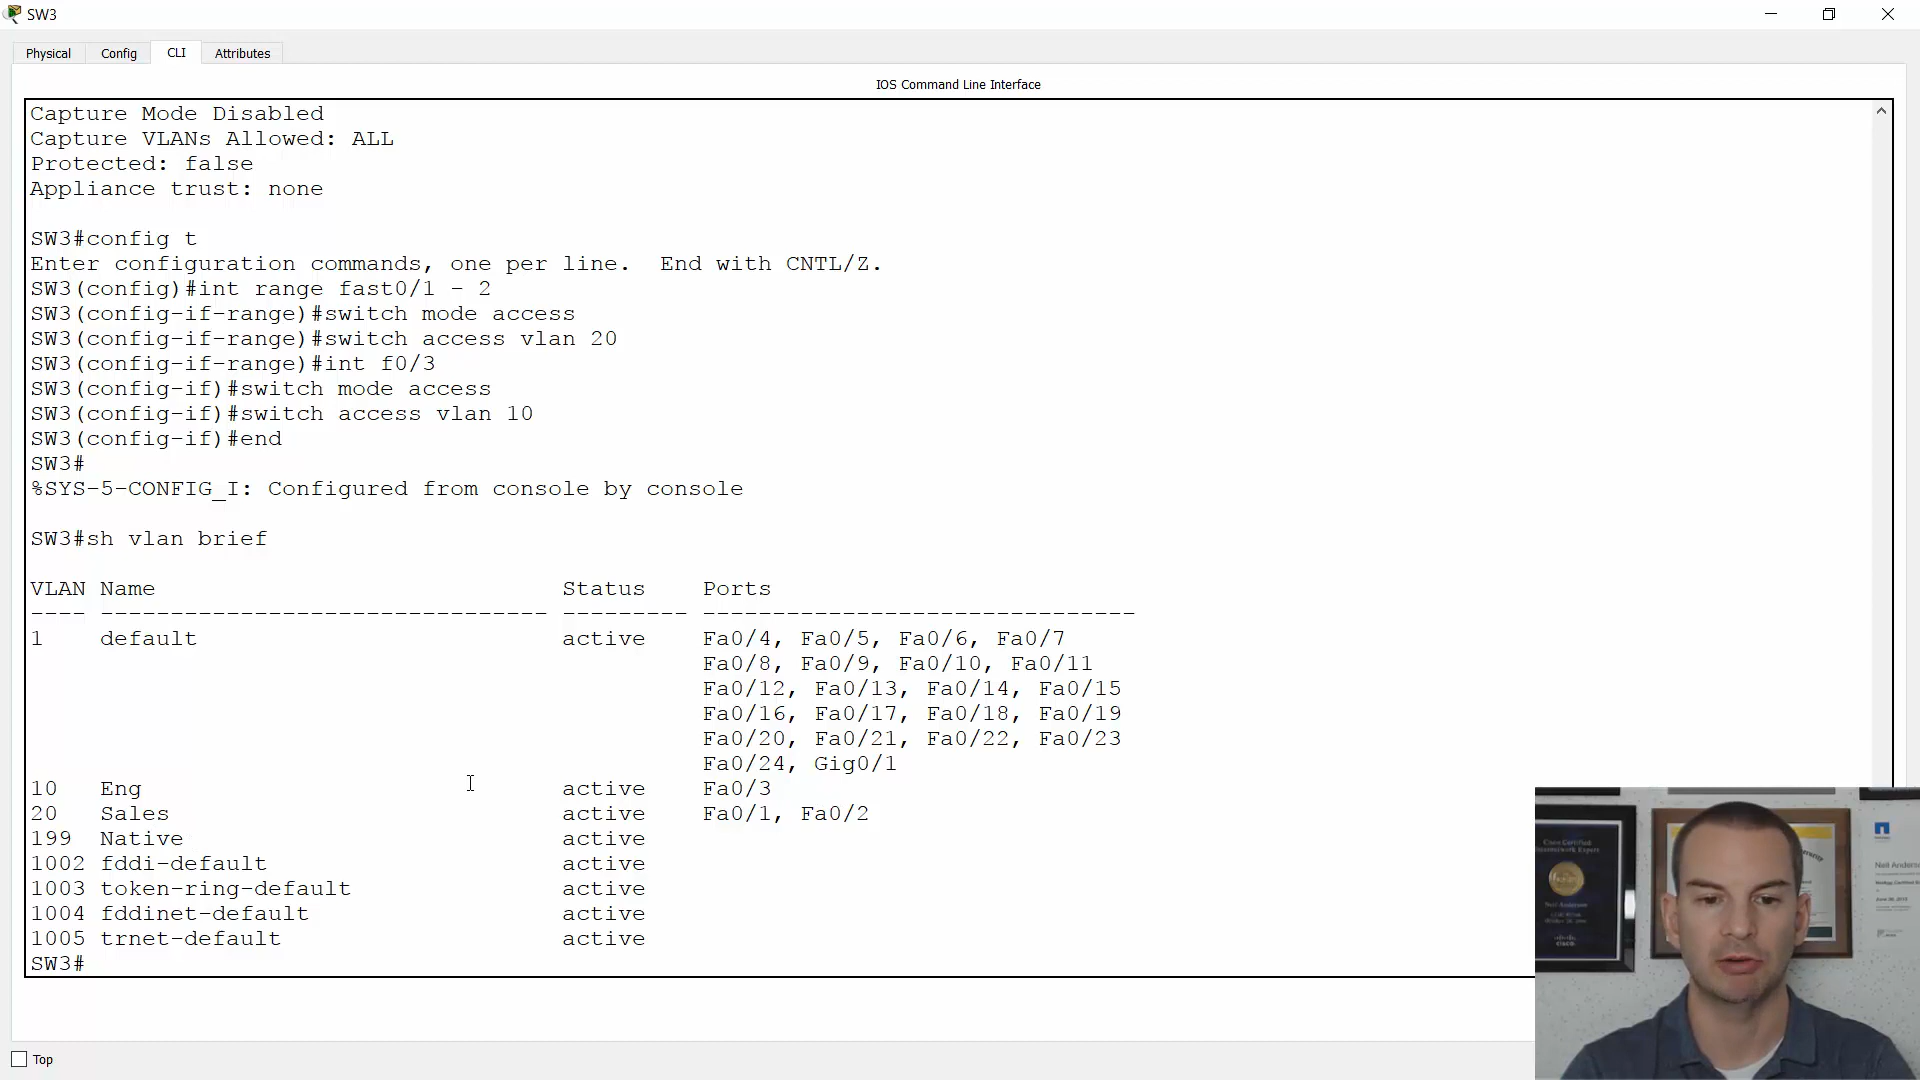 SW3
Physical Config CLI Attributes
IOS Command Line Interface
Capture Mode Disabled
Capture VLANs Allowed: ALL
Protected: false
Appliance trust: none
SW3#config t
Enter configuration commands, one per line.  End with CNTL/Z.
SW3(config)#int range fast0/1 - 2
SW3(config-if-range)#switch mode access
SW3(config-if-range)#switch access vlan 20
SW3(config-if-range)#int f0/3
SW3(config-if)#switch mode access
SW3(config-if)#switch access vlan 10
SW3(config-if)#end
SW3#
%SYS-5-CONFIG_I: Configured from console by console
SW3#sh vlan brief
VLAN Name                             Status    Ports
---- -------------------------------- --------- -------------------------------
1    default                          active    Fa0/4, Fa0/5, Fa0/6, Fa0/7
Fa0/8, Fa0/9, Fa0/10, Fa0/11
Fa0/12, Fa0/13, Fa0/14, Fa0/15
Fa0/16, Fa0/17, Fa0/18, Fa0/19
Fa0/20, Fa0/21, Fa0/22, Fa0/23
Fa0/24, Gig0/1
10   Eng                              active    Fa0/3
20   Sales                            active    Fa0/1, Fa0/2
199  Native                           active
1002 fddi-default                     active
1003 token-ring-default               active
1004 fddinet-default                  active
1005 trnet-default                    active
SW3#
Top